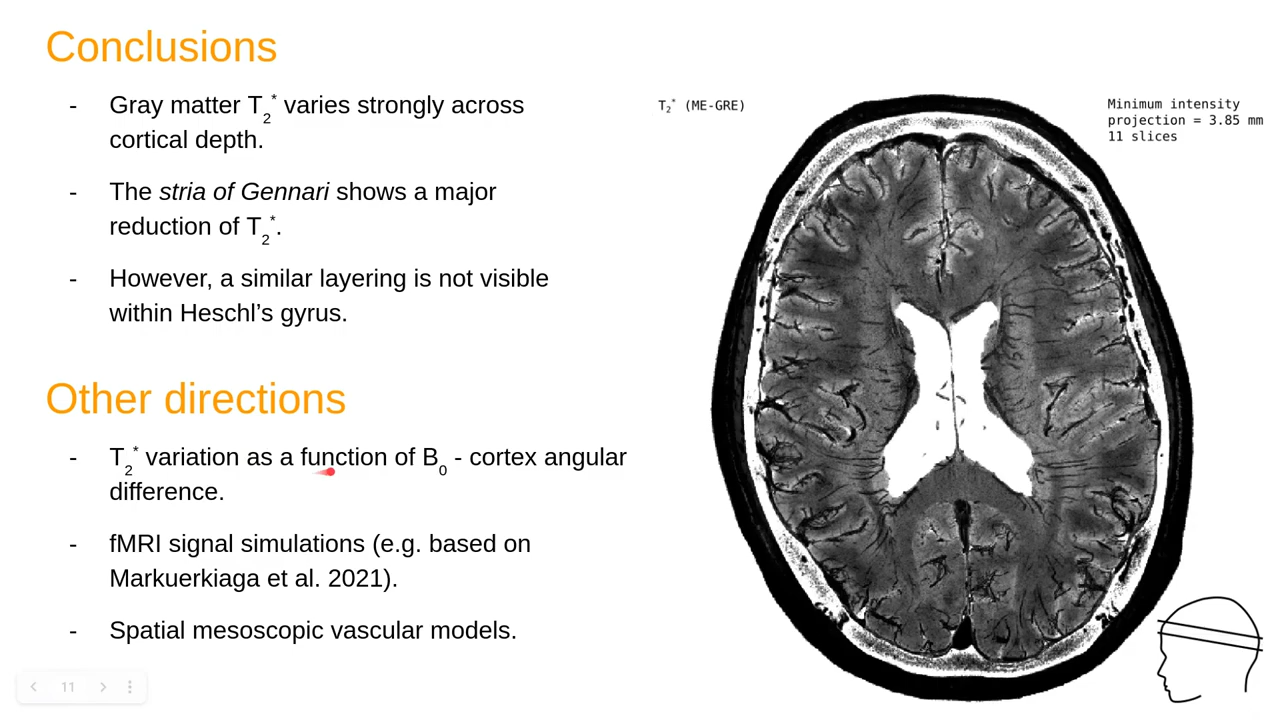 Conclusions
- Gray matter T2* varies strongly across
cortical depth.
- The stria of Gennari shows a major
reduction of T2*.
- However, a similar layering is not visible
within Heschl’s gyrus.
Other directions
- T2* variation as a function of B0 - cortex angular
difference.
- fMRI signal simulations (e.g. based on
Markuerkiaga et al. 2021).
- Spatial mesoscopic vascular models.
11
T2* (ME-GRE)
Minimum intensity
projection = 3.85 mm
11 slices